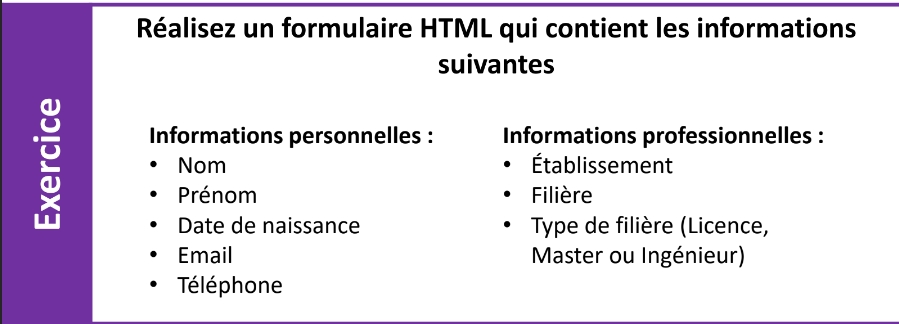 Exercice
Réalisez un formulaire HTML qui contient les informations
suivantes
Informations personnelles :
• Nom
• Prénom
• Date de naissance
• Email
• Téléphone
Informations professionnelles :
• Établissement
• Filière
• Type de filière (Licence,
Master ou Ingénieur)